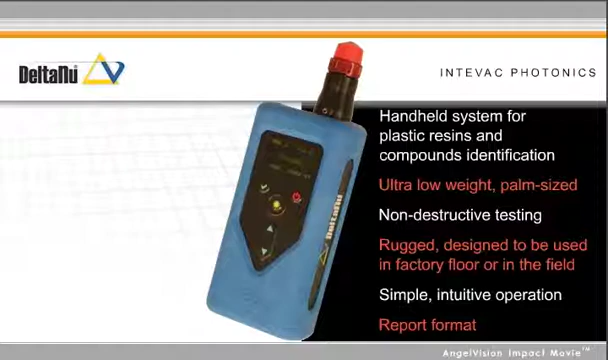 DeltaNu
INTEVAC PHOTONICS
Handheld system for
plastic resins and
compounds identification
Ultra low weight, palm-sized
Non-destructive testing
Rugged, designed to be used
in factory floor or in the field
Simple, intuitive operation
Report format
DeltaNu
AngelVision Impact Movie™